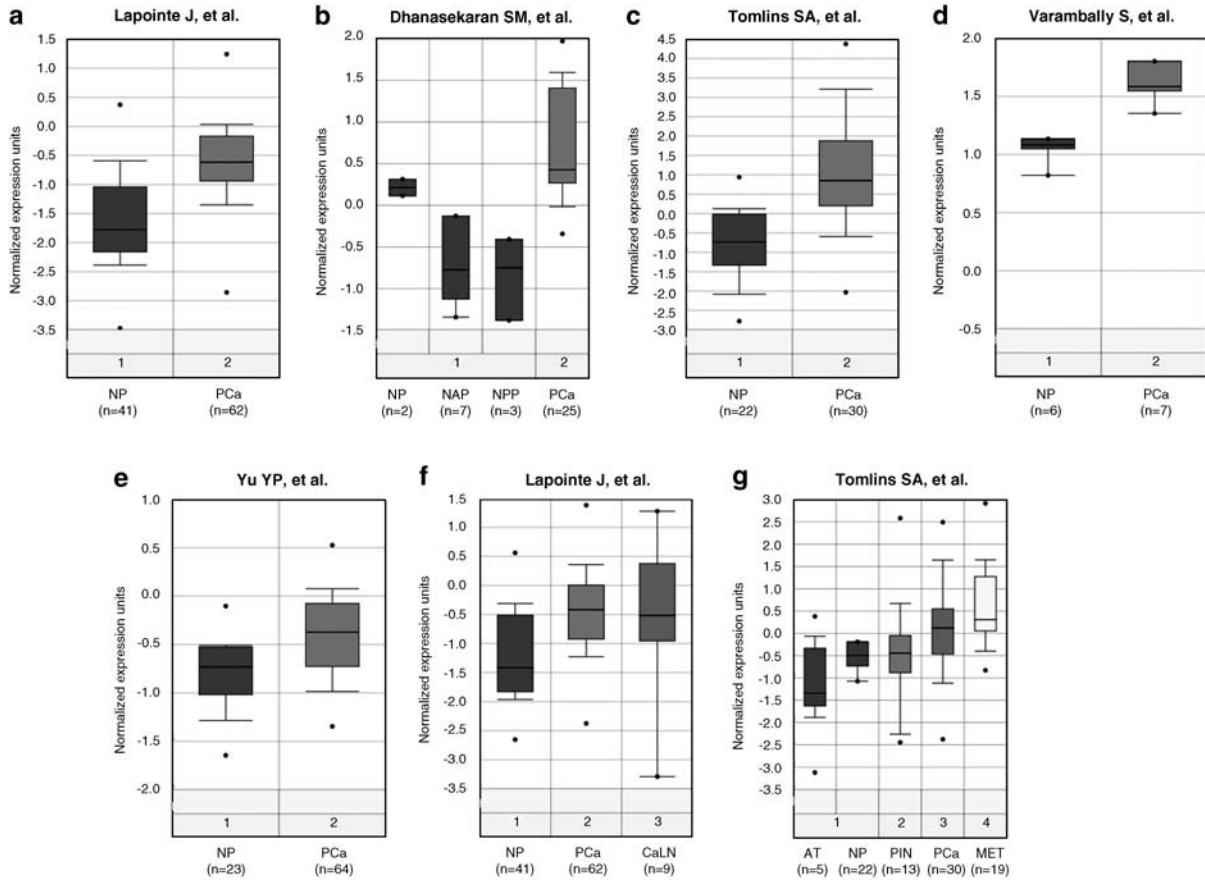 a Lapointe J, et al.
Normalized expression units
1.5
1.0
0.5
0.0
-0.5
-1.0
-1.5
-2.0
-2.5
-3.0
-3.5
1 2
NP PCa
(n=41) (n=62)
b Dhanasekaran SM, et al.
Normalized expression units
2.0
1.5
1.0
0.5
0.0
-0.5
-1.0
-1.5
1 2
NP NAP NPP PCa
(n=2) (n=7) (n=3) (n=25)
c Tomlins SA, et al.
Normalized expression units
4.5
4.0
3.5
3.0
2.5
2.0
1.5
1.0
0.5
0.0
-0.5
-1.0
-1.5
-2.0
-2.5
-3.0
1 2
NP PCa
(n=22) (n=30)
d Varambally S, et al.
Normalized expression units
2.0
1.5
1.0
1.5
0.0
-0.5
1 2
NP PCa
(n=6) (n=7)
e Yu YP, et al.
Normalized expression units
1.0
0.5
0.0
-0.5
-1.0
-1.5
-2.0
1 2
NP PCa
(n=23) (n=64)
f Lapointe J, et al.
Normalized expression units
1.5
1.0
0.5
0.0
-0.5
-1.0
-1.5
-2.0
-2.5
-3.0
-3.5
1 2 3
NP PCa CaLN
(n=41) (n=62) (n=9)
g Tomlins SA, et al.
Normalized expression units
3.0
2.5
2.0
1.5
1.0
0.5
0.0
-0.5
-1.0
-1.5
-2.0
-2.5
-3.0
-3.5
1 2 3 4
AT NP PIN PCa MET
(n=5) (n=22) (n=13) (n=30) (n=19)